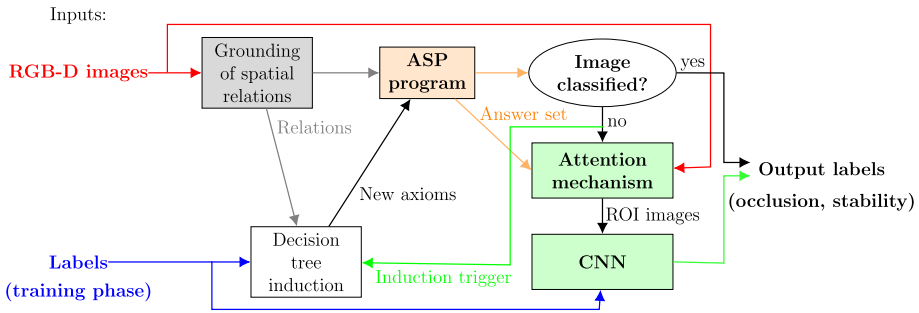 Inputs:
RGB-D images
Grounding
of spatial
relations
ASP
program
Image
classified?
yes
Relations
Answer set
no
Attention
mechanism
Output labels
(occlusion, stability)
New axioms
ROI images
Labels
(training phase)
Decision
tree
induction
Induction trigger
CNN